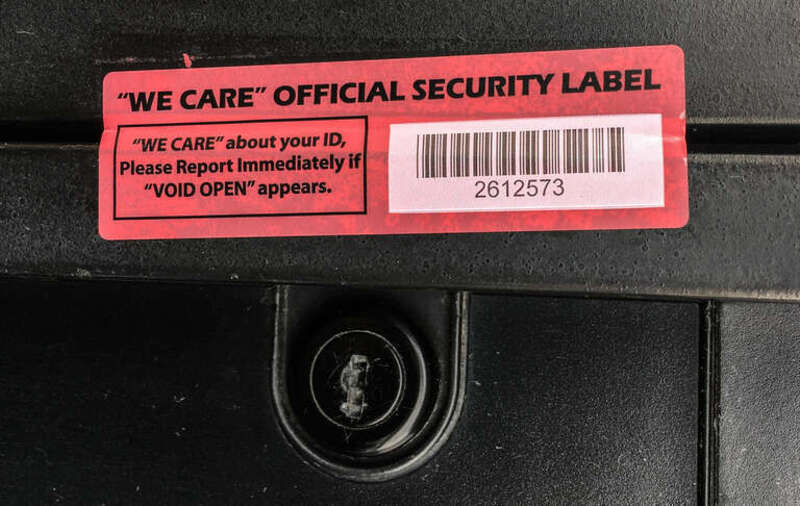 "WE CARE" OFFICIAL SECURITY LABEL
"WE CARE" about your ID,
Please Report Immediately if
"VOID OPEN" appears.
2612573